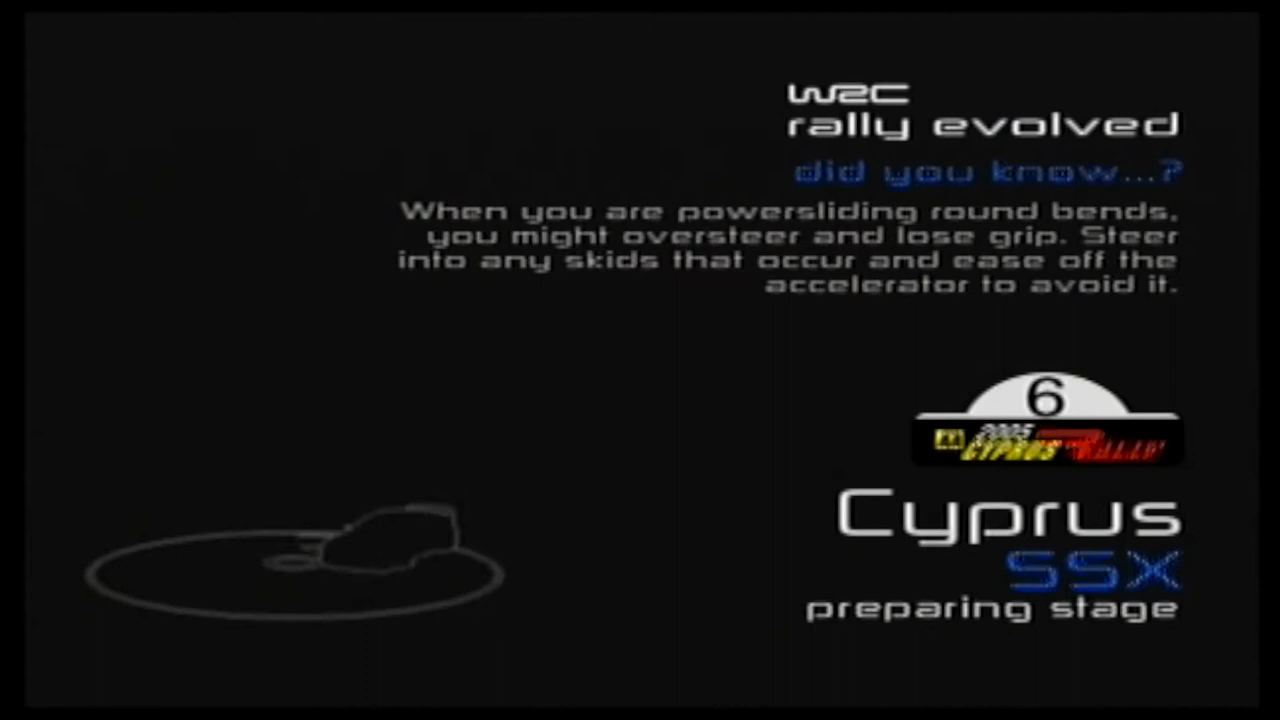 WRC
rally evolved
did you know...?
When you are powersliding round bends,
you might oversteer and lose grip. Steer
into any skids that occur and ease off the
accelerator to avoid it.
6
2005
CYPRUS RALLY
Cyprus
SSX
preparing stage